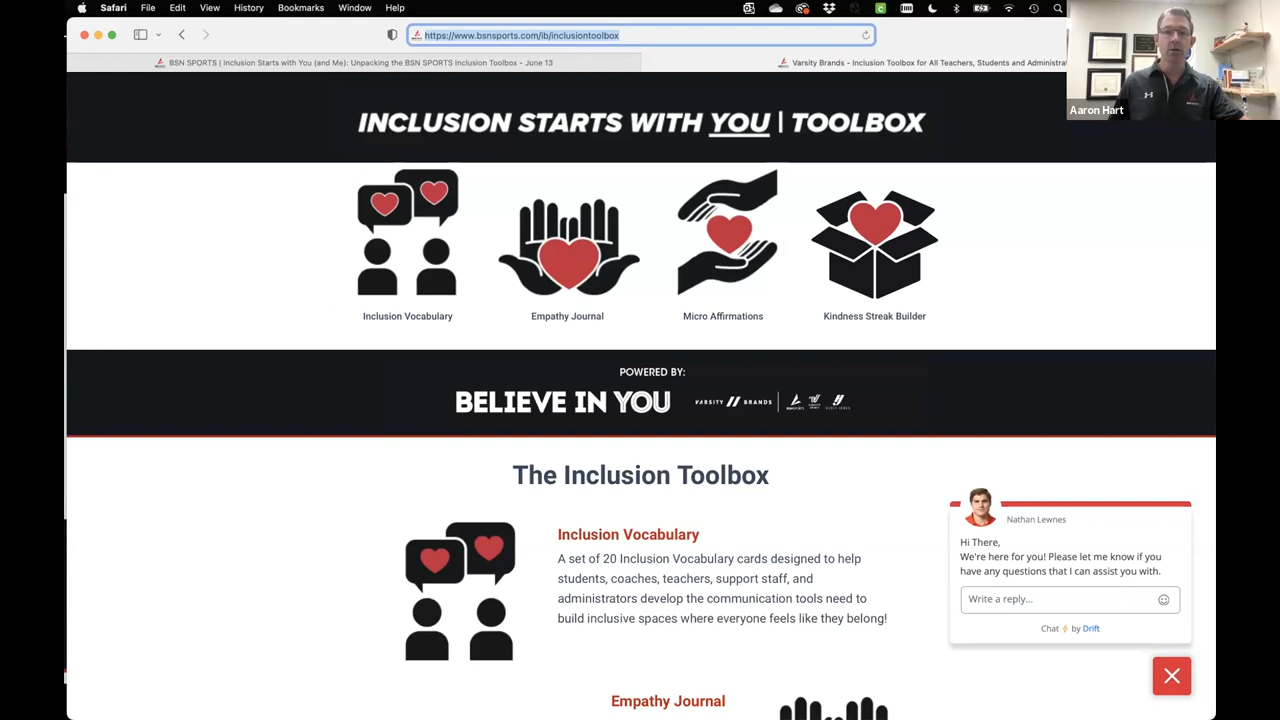 Safari File Edit View History Bookmarks Window Help
https://www.bsnsports.com/ib/inclusiontoolbox
BSN SPORTS | Inclusion Starts with You (and Me): Unpacking the BSN SPORTS Inclusion Toolbox - June 13
Varsity Brands - Inclusion Toolbox for All Teachers, Students and Administra
Aaron Hart
INCLUSION STARTS WITH YOU | TOOLBOX
Inclusion Vocabulary
Empathy Journal
Micro Affirmations
Kindness Streak Builder
POWERED BY:
BELIEVE IN YOU VARSITY BRANDS
The Inclusion Toolbox
Inclusion Vocabulary
A set of 20 Inclusion Vocabulary cards designed to help
students, coaches, teachers, support staff, and
administrators develop the communication tools need to
build inclusive spaces where everyone feels like they belong!
Empathy Journal
Nathan Lewnes
Hi There,
We're here for you! Please let me know if you
have any questions that I can assist you with.
Write a reply...
Chat by Drift